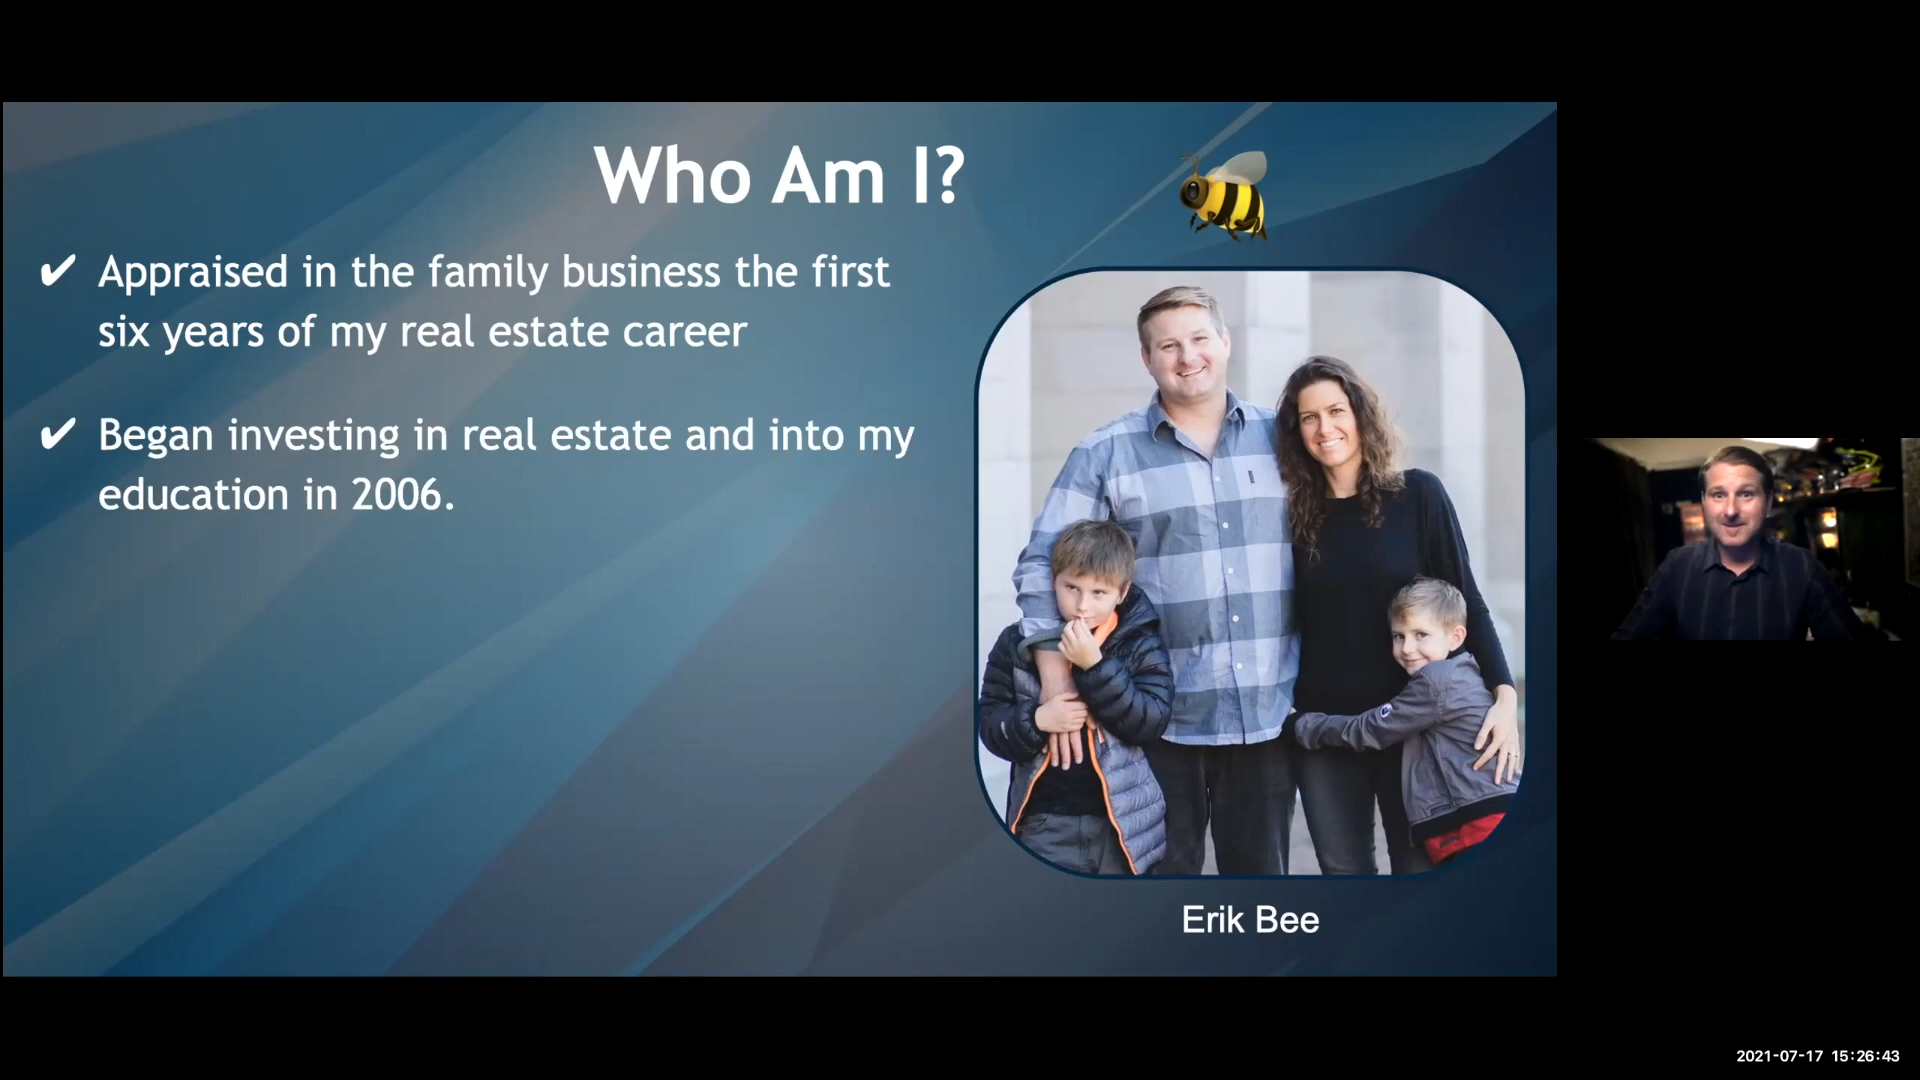 Who Am I?
✔ Appraised in the family business the first
six years of my real estate career
✔ Began investing in real estate and into my
education in 2006.
Erik Bee
2021-07-17 15:26:43